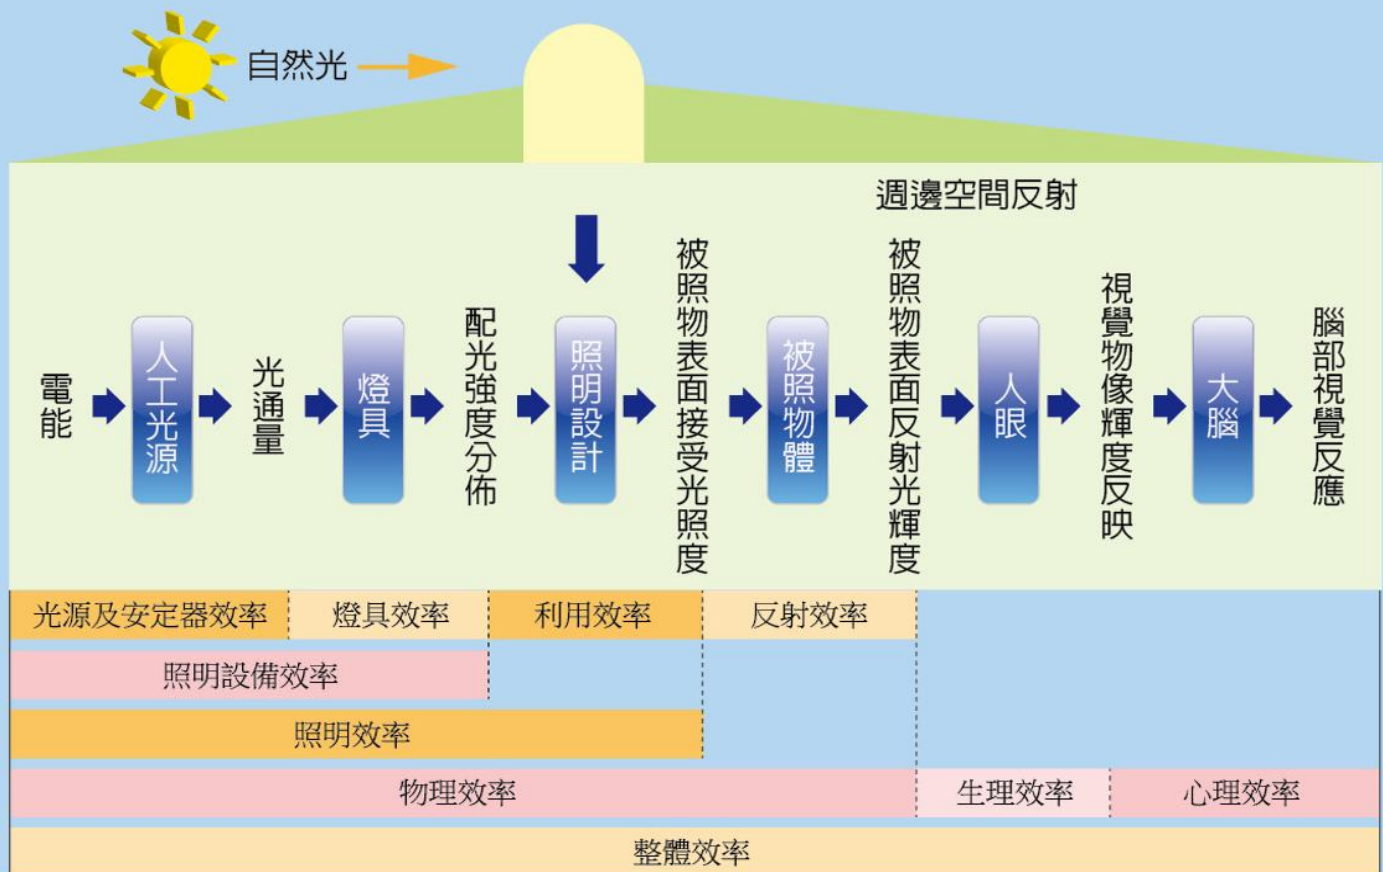 自然光
週邊空間反射
電能
人工光源
光通量
燈具
配光強度分佈
照明設計
被照物表面接受光照度
被照物體
被照物表面反射光輝度
人眼
視覺物像輝度反映
大腦
腦部視覺反應
光源及安定器效率
燈具效率
利用效率
反射效率
照明設備效率
照明效率
物理效率
生理效率
心理效率
整體效率